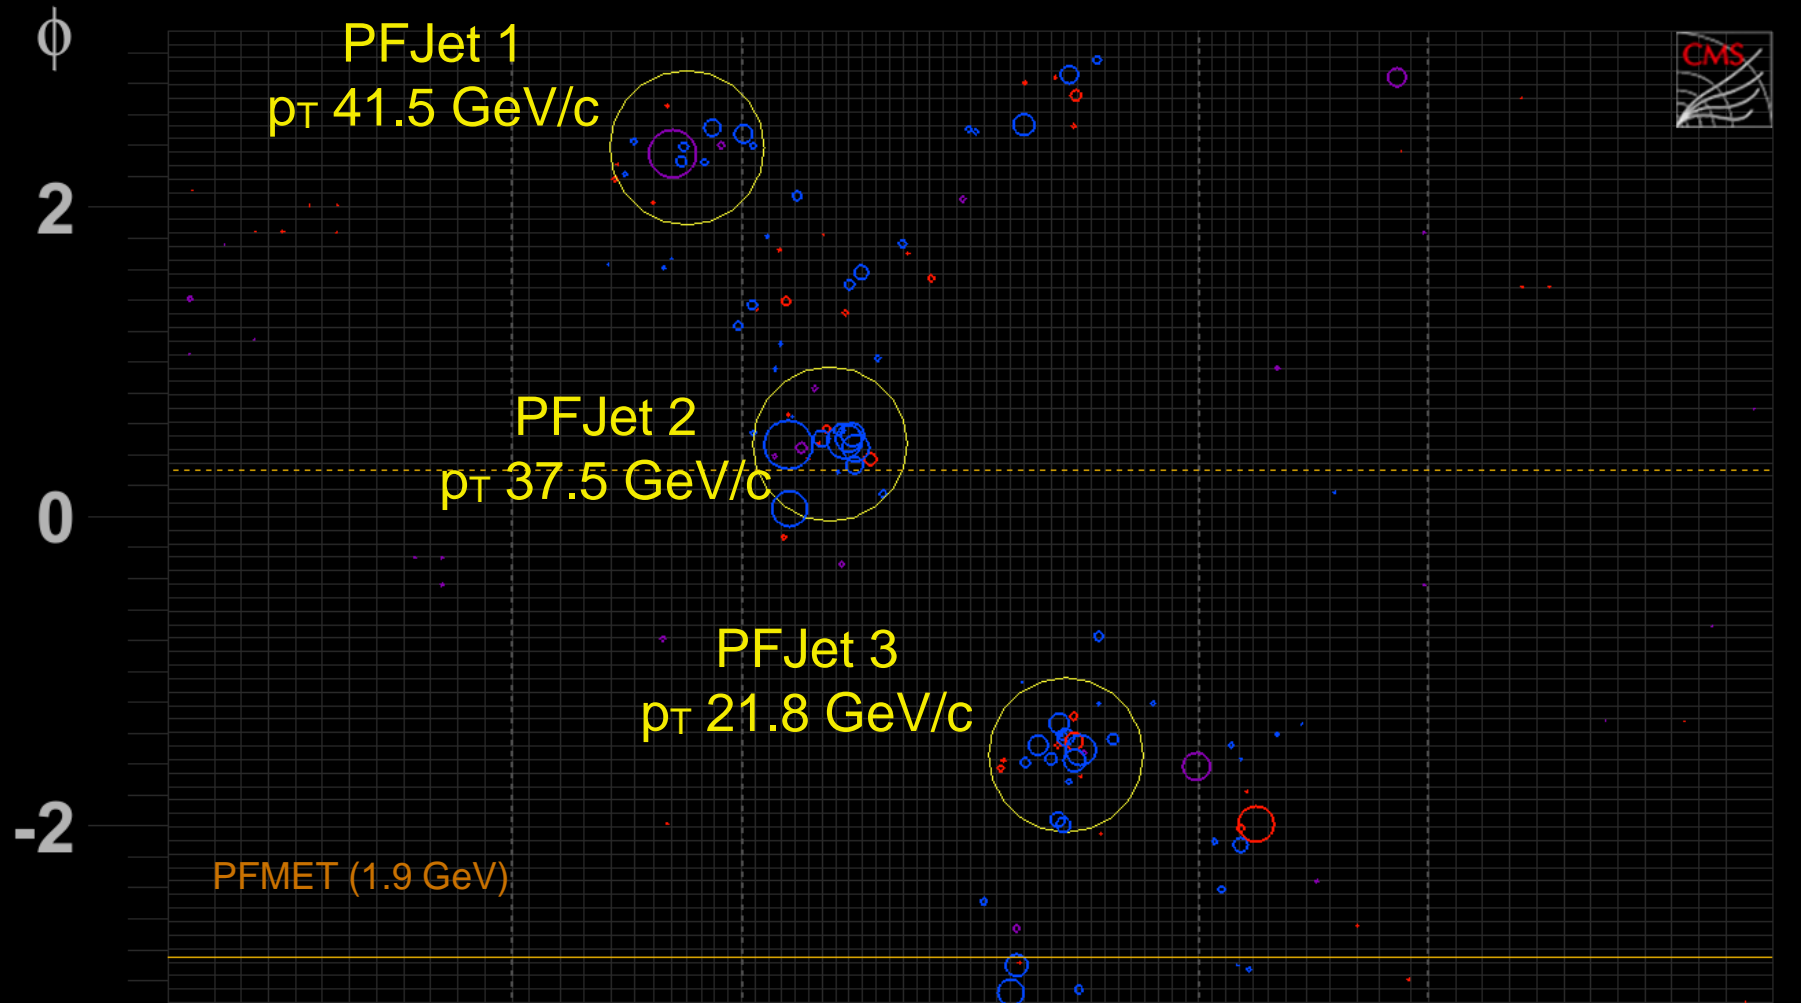 ϕ
CMS
PFJet 1
pT 41.5 GeV/c
2
PFJet 2
pT 37.5 GeV/c
0
PFJet 3
pT 21.8 GeV/c
-2
PFMET (1.9 GeV)